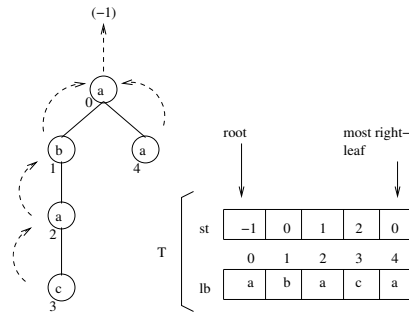 (−1)
a
0
b
1
a
4
a
2
c
3
root
most right−
leaf
T
st
−1 0 1 2 0
0 1 2 3 4
lb
a b a c a